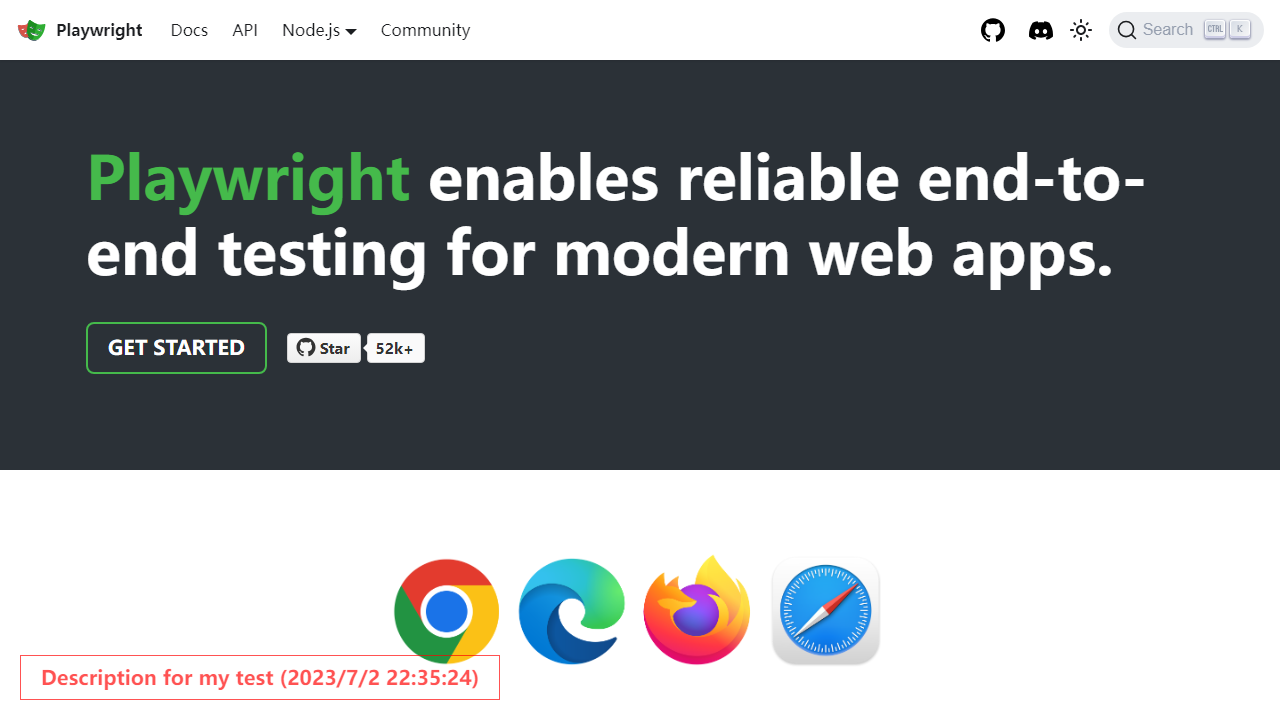 Playwright Docs API Node.js Community Search CTRL K
Playwright enables reliable end-to-
end testing for modern web apps.
GET STARTED Star 52k+
Description for my test (2023/7/2 22:35:24)